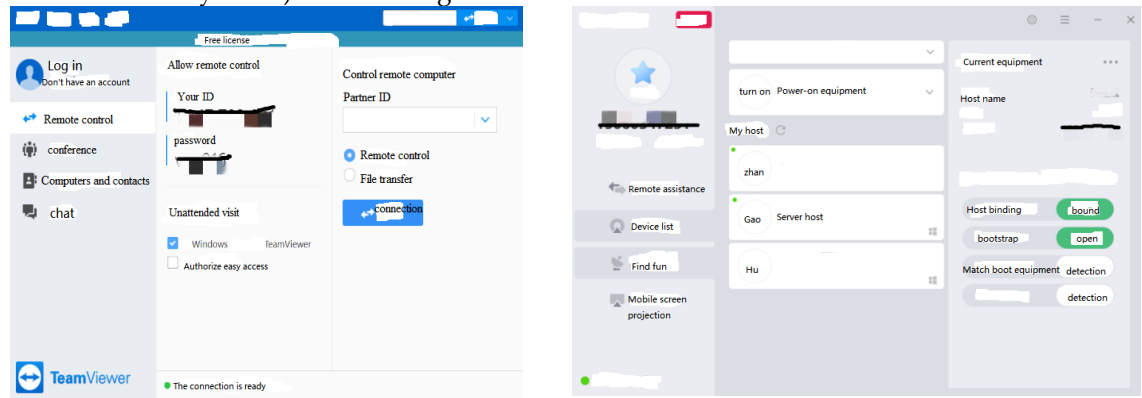 Free license
Log in
Don't have an account
Remote control
conference
Computers and contacts
chat
TeamViewer
Allow remote control
Your ID
password
Unattended visit
Windows TeamViewer
Authorize easy access
The connection is ready
Control remote computer
Partner ID
Remote control
File transfer
connection
Remote assistance
Device list
Find fun
Mobile screen
projection
turn on Power-on equipment
My host
zhan
Gao Server host
Hu
Current equipment
Host name
Host binding bound
bootstrap open
Match boot equipment detection
detection